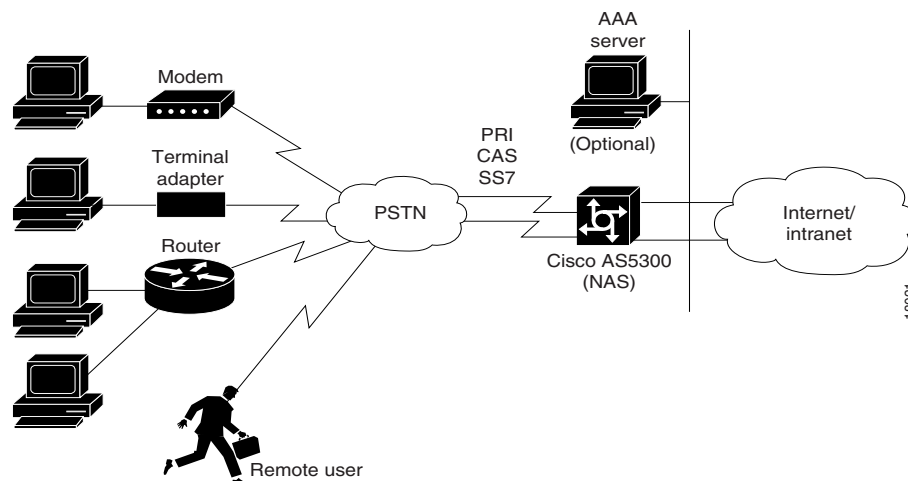 AAA
server
(Optional)
Modem
Terminal
adapter
Router
PRI
CAS
SS7
PSTN
Cisco AS5300
(NAS)
Internet/
intranet
Remote user